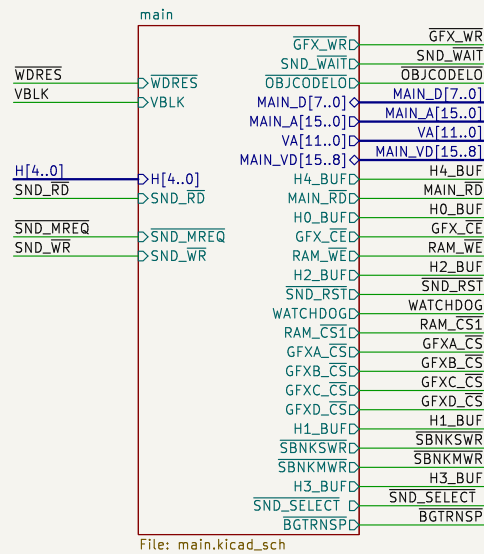 main
GFX_WR GFX_WR
SND_WAIT SND_WAIT
WDRES WDRES OBJCODELO OBJCODELO
VBLK VBLK MAIN_D[7..0] MAIN_D[7..0]
MAIN_A[15..0] MAIN_A[15..0]
VA[11..0] VA[11..0]
MAIN_VD[15..8] MAIN_VD[15..8]
H[4..0] H[4..0] H4_BUF H4_BUF
SND_RD SND_RD MAIN_RD MAIN_RD
H0_BUF H0_BUF
SND_MREQ SND_MREQ GFX_CE GFX_CE
SND_WR SND_WR RAM_WE RAM_WE
H2_BUF H2_BUF
SND_RST SND_RST
WATCHDOG WATCHDOG
RAM_CS1 RAM_CS1
GFXA_CS GFXA_CS
GFXB_CS GFXB_CS
GFXC_CS GFXC_CS
GFXD_CS GFXD_CS
H1_BUF H1_BUF
SBNKSWR SBNKSWR
SBNKMWR SBNKMWR
H3_BUF H3_BUF
SND_SELECT SND_SELECT
BGTRNSP BGTRNSP
File: main.kicad_sch